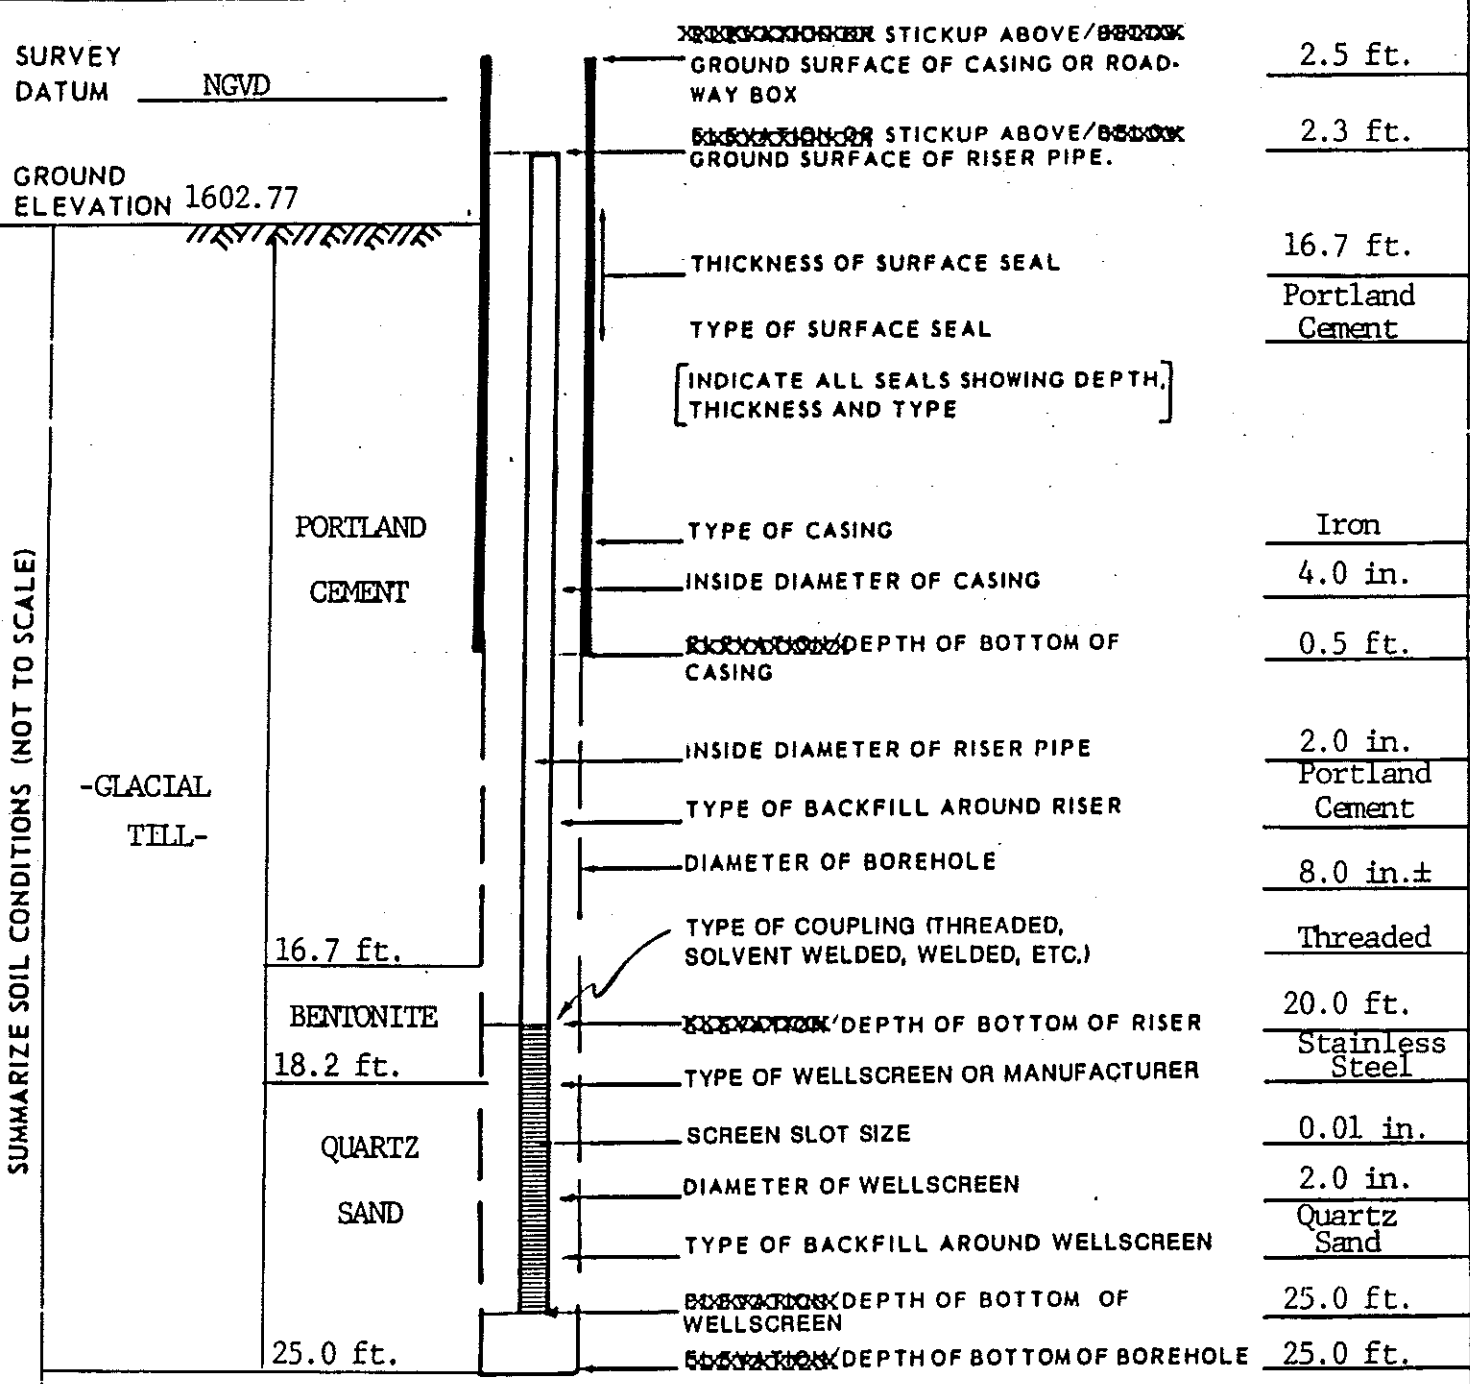 SURVEY
DATUM NGVD
GROUND
ELEVATION 1602.77
STICKUP ABOVE/
GROUND SURFACE OF CASING OR ROAD-
WAY BOX
2.5 ft.
ELEVATION OR STICKUP ABOVE/BELOW
GROUND SURFACE OF RISER PIPE.
2.3 ft.
THICKNESS OF SURFACE SEAL
16.7 ft.
TYPE OF SURFACE SEAL
Portland
Cement
[INDICATE ALL SEALS SHOWING DEPTH,
THICKNESS AND TYPE]
TYPE OF CASING
Iron
INSIDE DIAMETER OF CASING
4.0 in.
DEPTH OF BOTTOM OF
CASING
0.5 ft.
INSIDE DIAMETER OF RISER PIPE
2.0 in.
TYPE OF BACKFILL AROUND RISER
Portland
Cement
DIAMETER OF BOREHOLE
8.0 in.±
TYPE OF COUPLING (THREADED,
SOLVENT WELDED, WELDED, ETC.)
Threaded
/DEPTH OF BOTTOM OF RISER
20.0 ft.
TYPE OF WELLSCREEN OR MANUFACTURER
Stainless
Steel
SCREEN SLOT SIZE
0.01 in.
DIAMETER OF WELLSCREEN
2.0 in.
TYPE OF BACKFILL AROUND WELLSCREEN
Quartz
Sand
/DEPTH OF BOTTOM OF
WELLSCREEN
25.0 ft.
/DEPTH OF BOTTOM OF BOREHOLE
25.0 ft.
SUMMARIZE SOIL CONDITIONS (NOT TO SCALE)
-GLACIAL
TILL-
PORTLAND
CEMENT
16.7 ft.
BENTONITE
18.2 ft.
QUARTZ
SAND
25.0 ft.